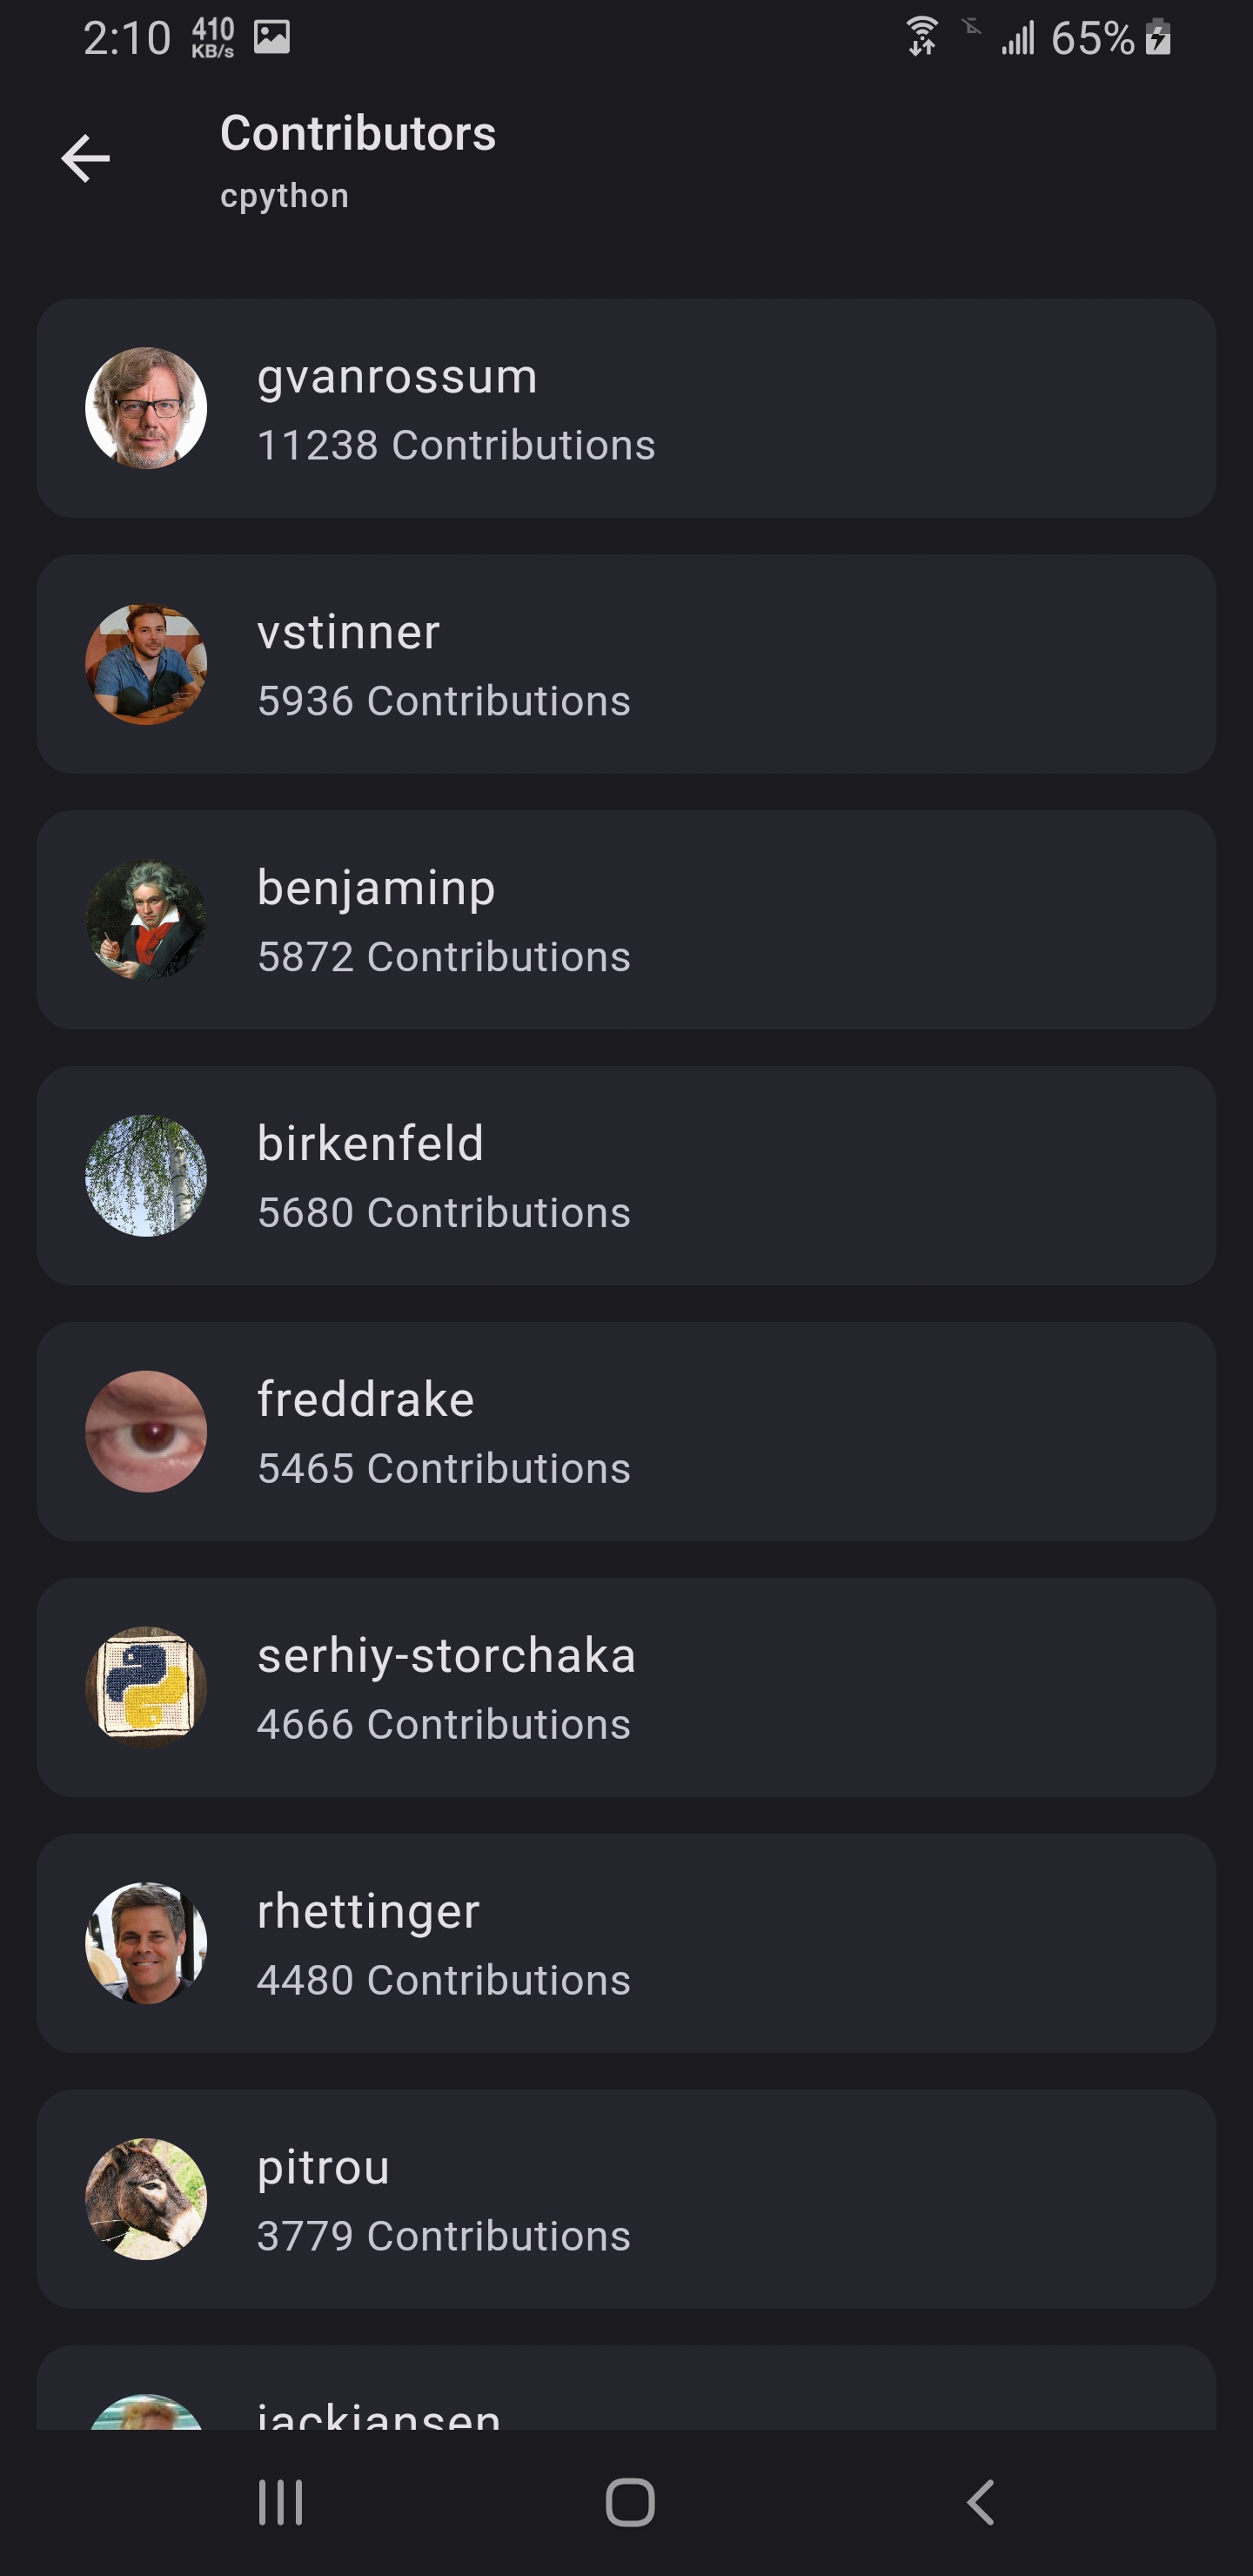 2:10 410 KB/s 65%
Contributors
cpython
gvanrossum
11238 Contributions
vstinner
5936 Contributions
benjaminp
5872 Contributions
birkenfeld
5680 Contributions
freddrake
5465 Contributions
serhiy-storchaka
4666 Contributions
rhettinger
4480 Contributions
pitrou
3779 Contributions
jackjansen